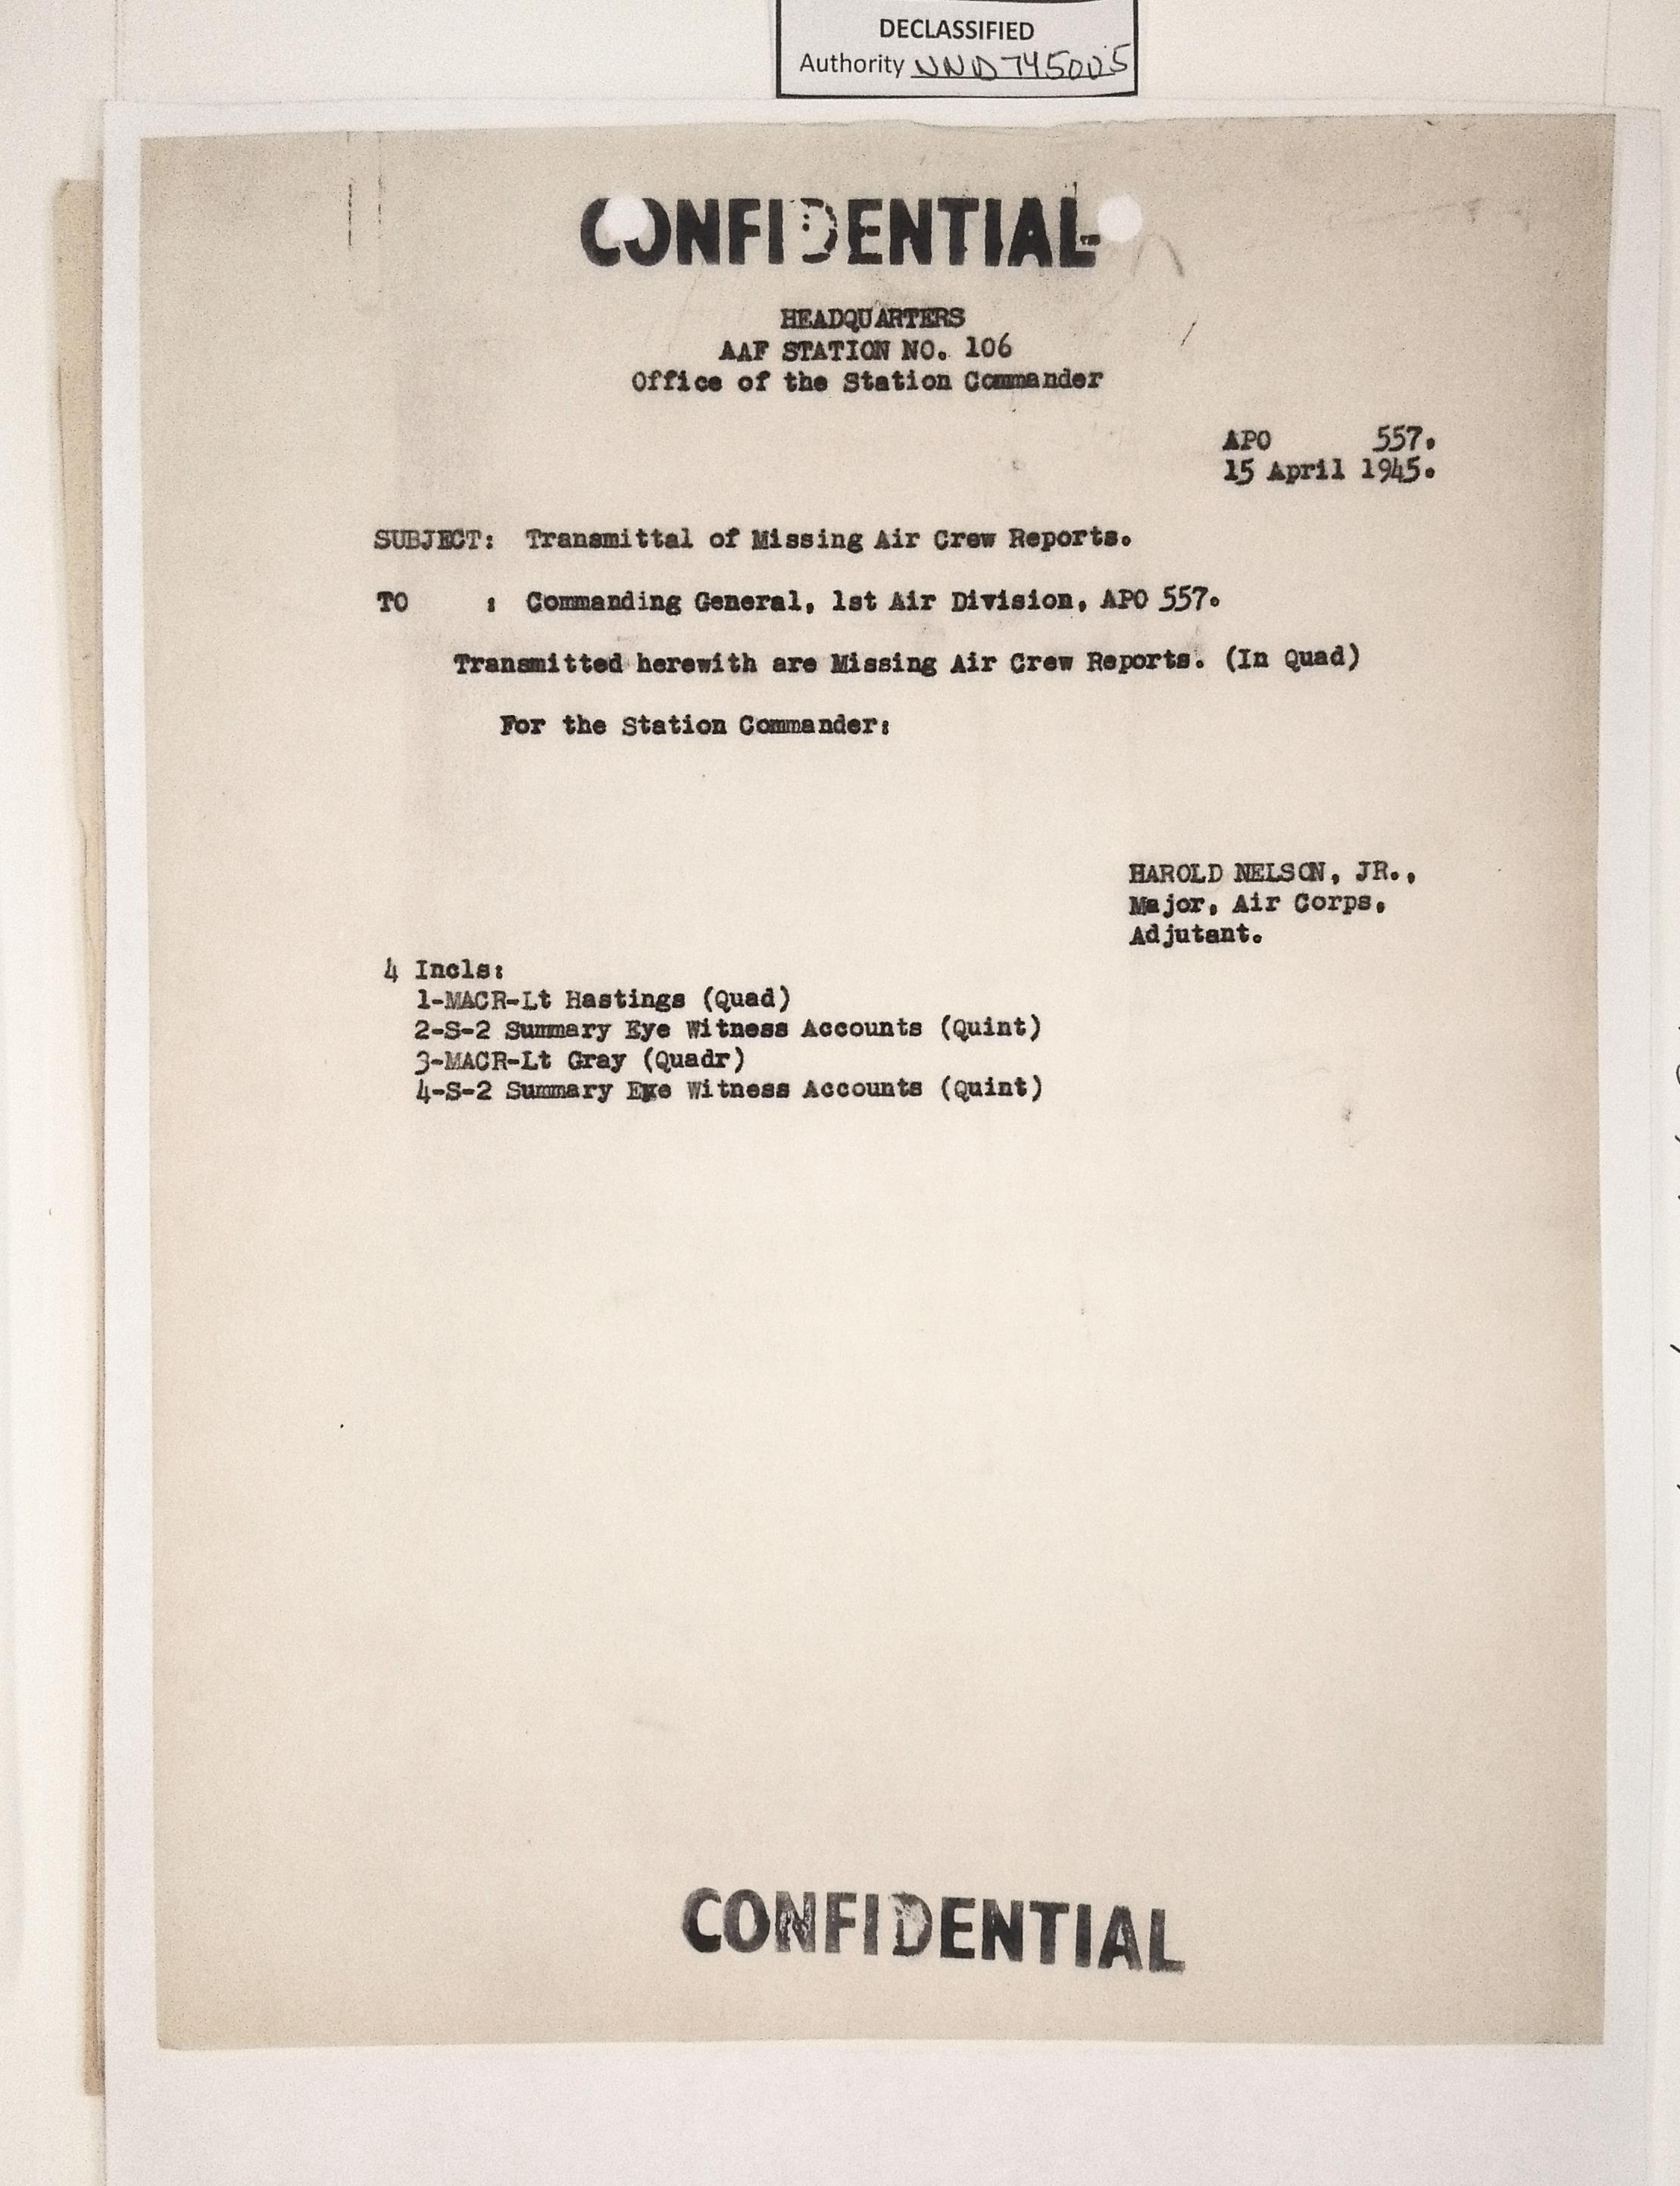 DECLASSIFIED
Authority NND 745005
CONFIDENTIAL
HEADQUARTERS
AAF STATION NO. 106
Office of the Station Commander
APO 557.
15 April 1945.
SUBJECT: Transmittal of Missing Air Crew Reports.
TO : Commanding General, 1st Air Division, APO 557.
Transmitted herewith are Missing Air Crew Reports. (In Quad)
For the Station Commander:
HAROLD NELSON, JR.,
Major, Air Corps,
Adjutant.
4 Incls:
1-MACR-Lt Hastings (Quad)
2-S-2 Summary Eye Witness Accounts (Quint)
3-MACR-Lt Gray (Quadr)
4-S-2 Summary Eye Witness Accounts (Quint)
CONFIDENTIAL